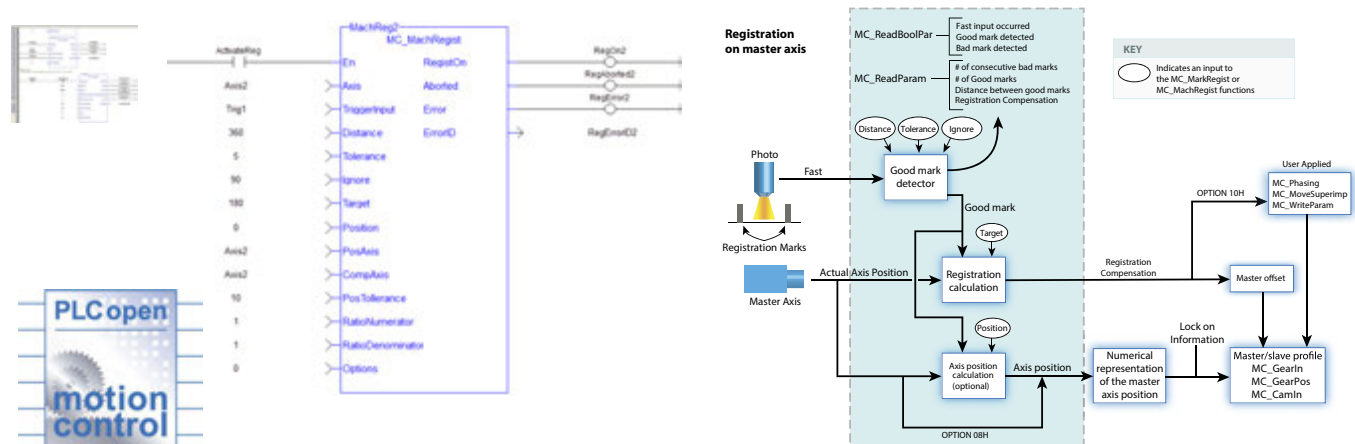 MachReg2
MC_MachRegist
ActivateReg
En
RegistOn
RegOn2
Axis2
Axis
Aborted
RegAborted2
Trig1
TriggerInput
Error
RegError2
360
Distance
ErrorID
RegErrorID2
5
Tolerance
90
Ignore
180
Target
0
Position
Axis2
PosAxis
Axis2
CompAxis
10
PosTollerance
1
RatioNumerator
1
RatioDenominator
0
Options
PLCopen
motion
control
Registration
on master axis
MC_ReadBoolPar
Fast input occurred
Good mark detected
Bad mark detected
MC_ReadParam
# of consecutive bad marks
# of Good marks
Distance between good marks
Registration Compensation
KEY
Indicates an input to
the MC_MarkRegist or
MC_MachRegist functions
Distance
Tolerance
Ignore
Photo
Fast
Good mark
detector
Good mark
Registration Marks
Target
User Applied
MC_Phasing
MC_MoveSuperimp
MC_WriteParam
OPTION 10H
Actual Axis Position
Master Axis
Registration
calculation
Registration
Compensation
Master offset
Position
Lock on
Information
Axis position
calculation
(optional)
Axis position
Numerical
representation
of the master
axis position
Master/slave profile
MC_GearIn
MC_GearPos
MC_CamIn
OPTION 08H